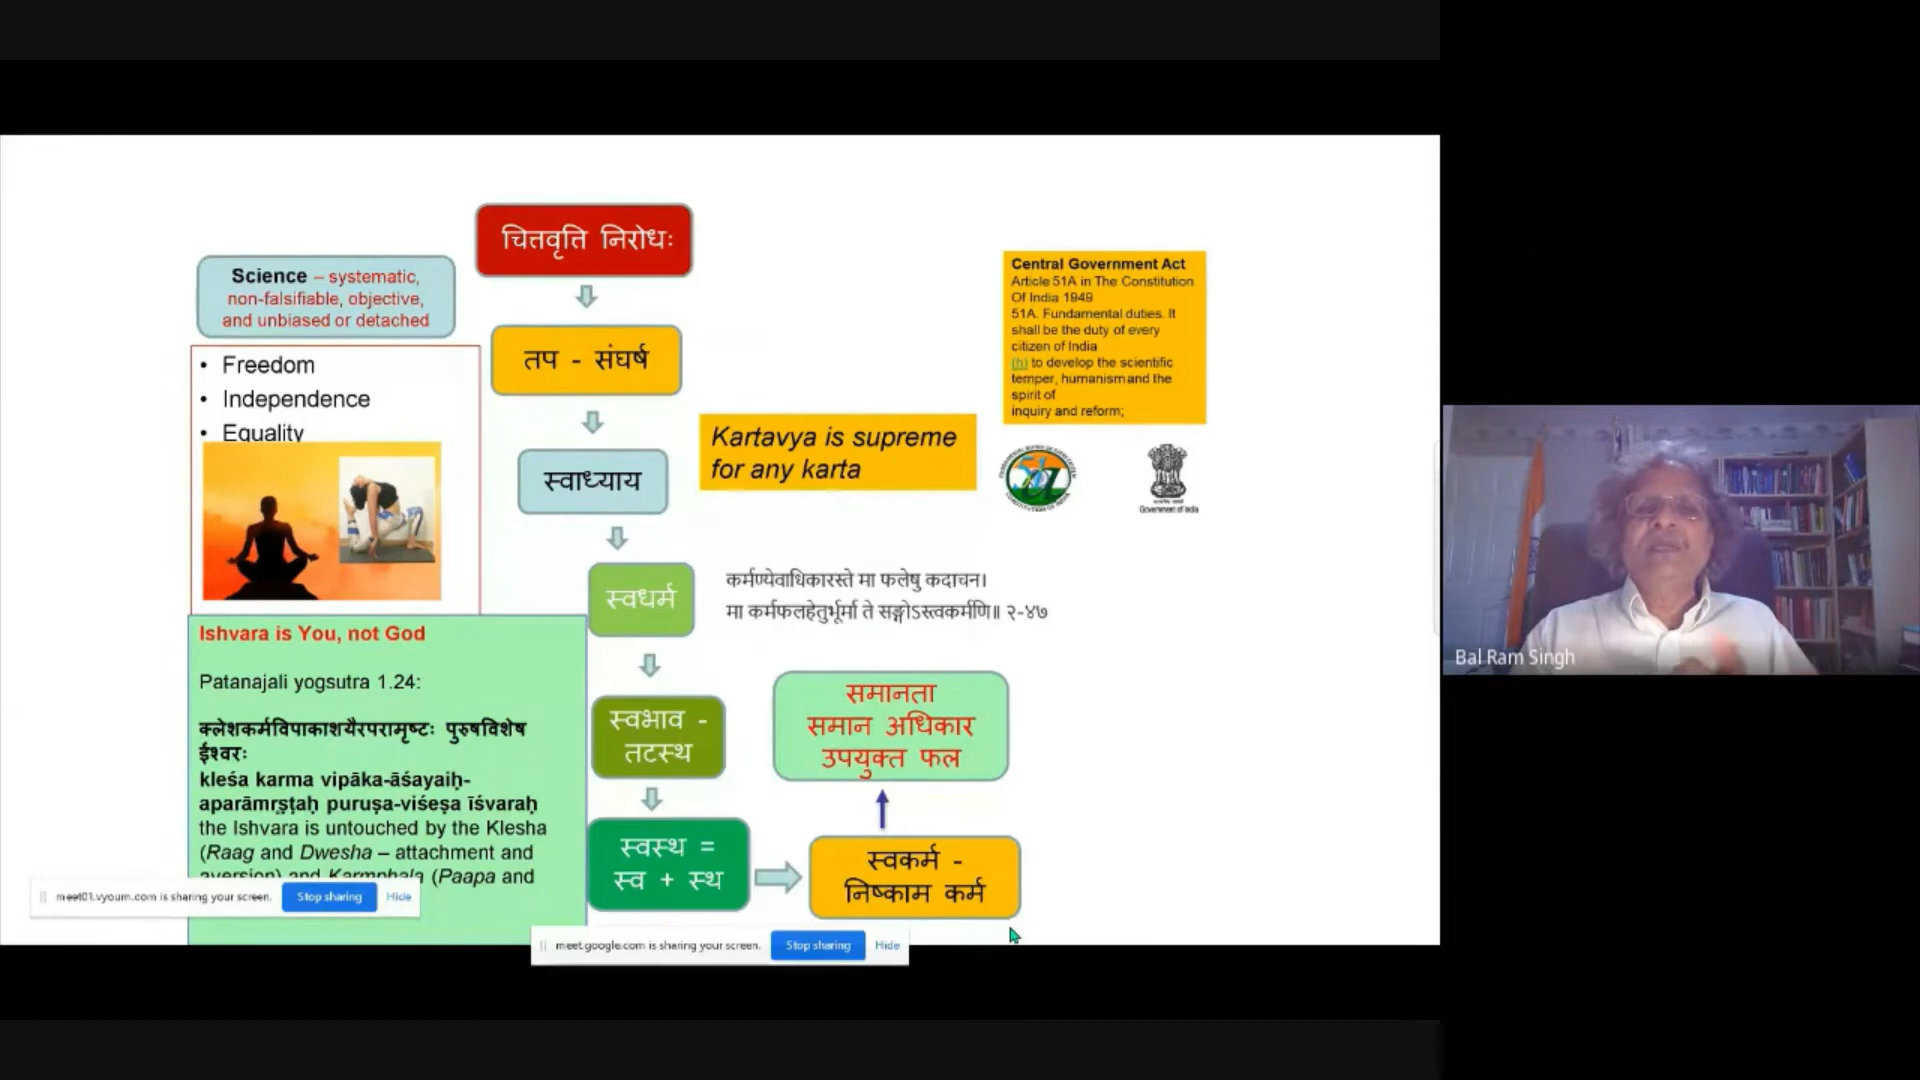 चित्तवृत्ति निरोधः
Science – systematic,
non-falsifiable, objective,
and unbiased or detached
• Freedom
• Independence
• Equality
तप - संघर्ष
स्वाध्याय
Kartavya is supreme
for any karta
Central Government Act
Article 51A in The Constitution
Of India 1949
51A. Fundamental duties. It
shall be the duty of every
citizen of India
(h) to develop the scientific
temper, humanism and the
spirit of
inquiry and reform;
Government of India
स्वधर्म
कर्मण्येवाधिकारस्ते मा फलेषु कदाचन।
मा कर्मफलहेतुर्भूर्मा ते सङ्गोऽस्त्वकर्मणि॥ २-४७
Ishvara is You, not God
Patanajali yogsutra 1.24:
क्लेशकर्मविपाकाशयैरपरामृष्टः पुरुषविशेष
ईश्वरः
kleśa karma vipāka-āśayaiḥ-
aparāmṛṣṭaḥ puruṣa-viśeṣa īśvaraḥ
the Ishvara is untouched by the Klesha
(Raag and Dwesha – attachment and
aversion) and Karmphala (Paapa and
स्वभाव -
तटस्थ
समानता
समान अधिकार
उपयुक्त फल
स्वस्थ =
स्व + स्थ
स्वकर्म -
निष्काम कर्म
meet01.vyoum.com is sharing your screen. Stop sharing Hide
meet.google.com is sharing your screen. Stop sharing Hide
Bal Ram Singh